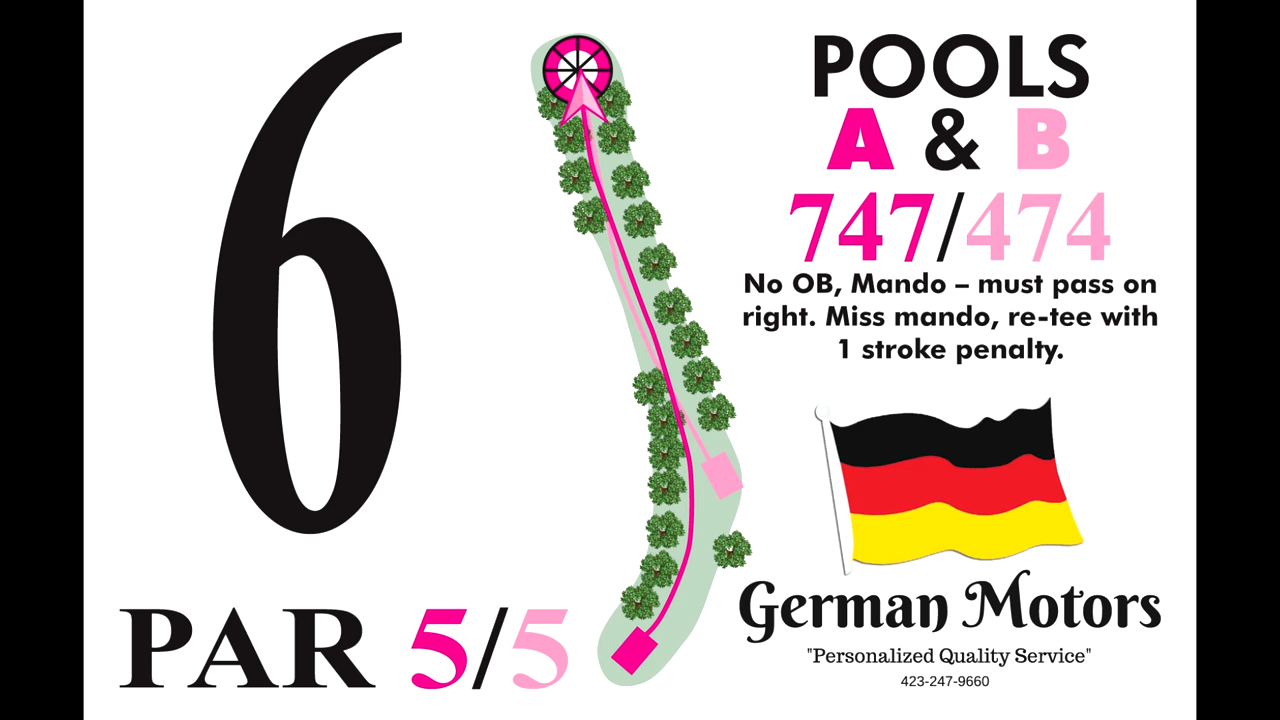 6
PAR 5/5
POOLS
A & B
747/474
No OB, Mando – must pass on
right. Miss mando, re-tee with
1 stroke penalty.
German Motors
"Personalized Quality Service"
423-247-9660